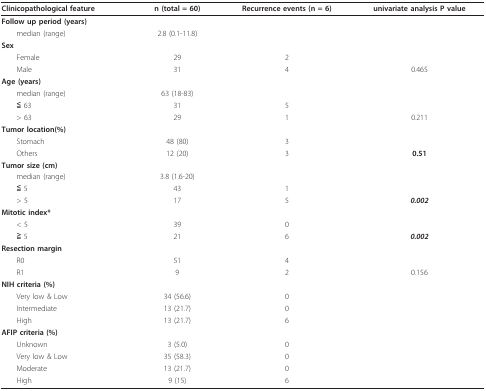 Clinicopathological feature n (total = 60) Recurrence events (n = 6) univariate analysis P value
Follow up period (years)
median (range) 2.8 (0.1-11.8)
Sex
Female 29 2
Male 31 4 0.465
Age (years)
median (range) 63 (18-83)
≦ 63 31 5
> 63 29 1 0.211
Tumor location(%)
Stomach 48 (80) 3
Others 12 (20) 3 0.51
Tumor size (cm)
median (range) 3.8 (1.6-20)
≦ 5 43 1
> 5 17 5 0.002
Mitotic index*
< 5 39 0
≧ 5 21 6 0.002
Resection margin
R0 51 4
R1 9 2 0.156
NIH criteria (%)
Very low & Low 34 (56.6) 0
Intermediate 13 (21.7) 0
High 13 (21.7) 6
AFIP criteria (%)
Unknown 3 (5.0) 0
Very low & Low 35 (58.3) 0
Moderate 13 (21.7) 0
High 9 (15) 6